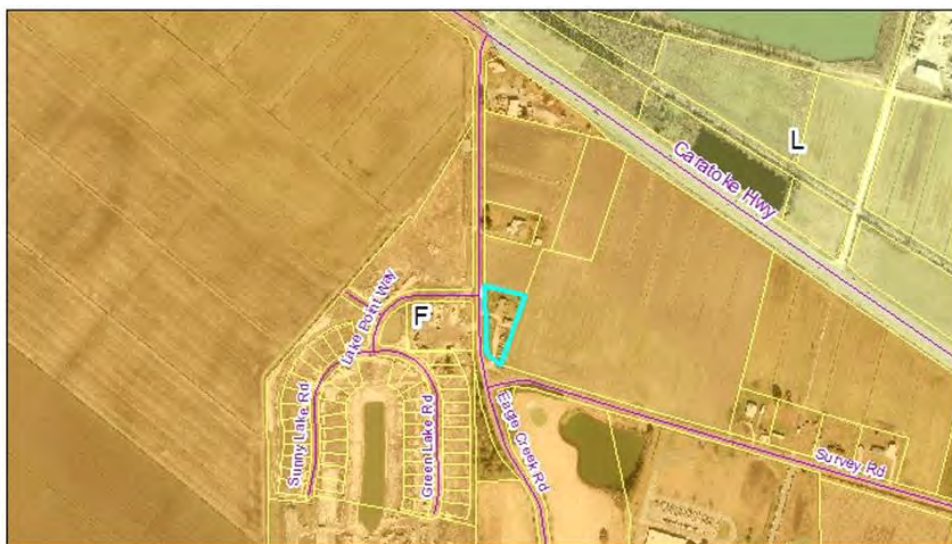 L
Caratoke Hwy
Lake Point Way
F
Sunny Lake Rd
Green Lake Rd
Eagle Creek Rd
Survey Rd